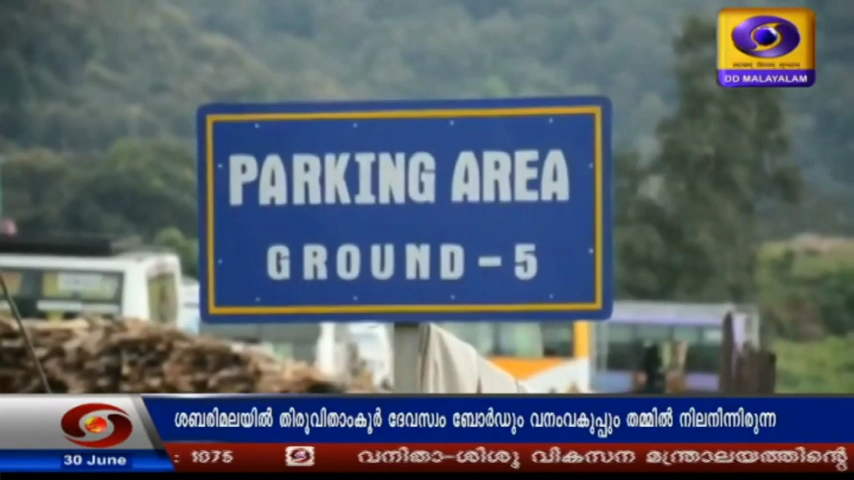 DD MALAYALAM
PARKING AREA
GROUND - 5
ശബരിമലയിൽ തിരുവിതാംകൂർ ദേവസ്വം ബോർഡും വനംവകുപ്പും തമ്മിൽ നിലനിന്നിരുന്ന
30 June : 1075 വനിതാ-ശിശു വികസന മന്ത്രാലയത്തിന്റെ